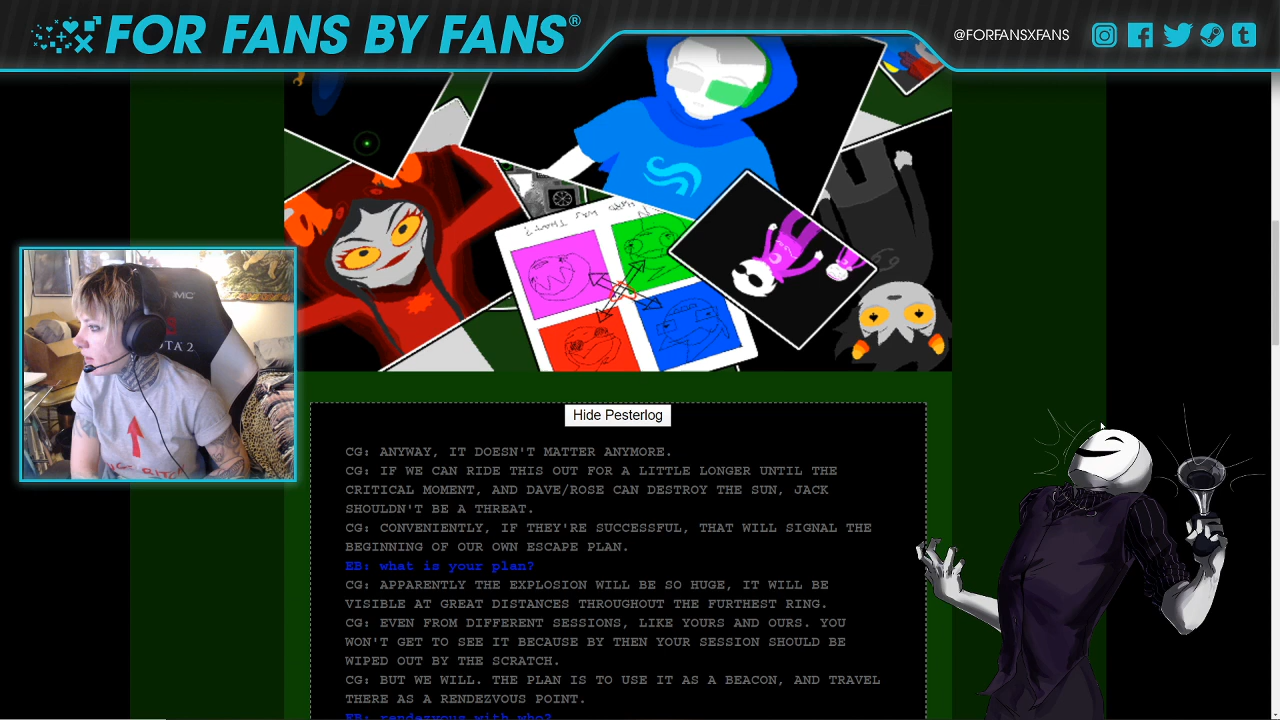 FOR FANS BY FANS®
@FORFANSXFANS
WHO WAS THAT?
Hide Pesterlog
CG: ANYWAY, IT DOESN'T MATTER ANYMORE.
CG: IF WE CAN RIDE THIS OUT FOR A LITTLE LONGER UNTIL THE
CRITICAL MOMENT, AND DAVE/ROSE CAN DESTROY THE SUN, JACK
SHOULDN'T BE A THREAT.
CG: CONVENIENTLY, IF THEY'RE SUCCESSFUL, THAT WILL SIGNAL THE
BEGINNING OF OUR OWN ESCAPE PLAN.
EB: what is your plan?
CG: APPARENTLY THE EXPLOSION WILL BE SO HUGE, IT WILL BE
VISIBLE AT GREAT DISTANCES THROUGHOUT THE FURTHEST RING.
CG: EVEN FROM DIFFERENT SESSIONS, LIKE YOURS AND OURS. YOU
WON'T GET TO SEE IT BECAUSE BY THEN YOUR SESSION SHOULD BE
WIPED OUT BY THE SCRATCH.
CG: BUT WE WILL. THE PLAN IS TO USE IT AS A BEACON, AND TRAVEL
THERE AS A RENDEZVOUS POINT.
EB: rendezvous with who?